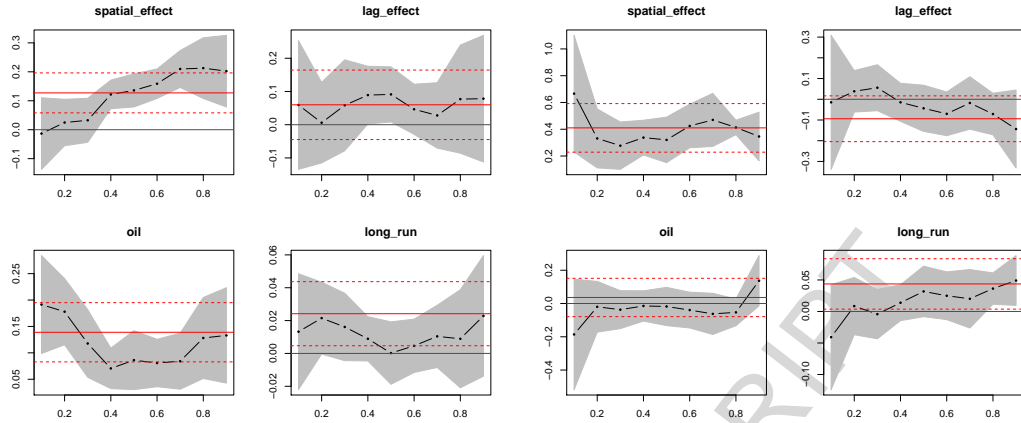 spatial_effect lag_effect spatial_effect lag_effect
0.3 0.2 0.1 0.0 -0.1
0.2 0.1 0.0 -0.1
1.0 0.8 0.6 0.4 0.2
0.3 0.1 -0.1 -0.3
0.2 0.4 0.6 0.8 0.2 0.4 0.6 0.8 0.2 0.4 0.6 0.8 0.2 0.4 0.6 0.8
oil long_run oil long_run
0.25 0.15 0.05
0.06 0.04 0.02 0.00 -0.02
0.4 0.2 0.0 -0.2 -0.4
0.05 0.00 -0.10
0.2 0.4 0.6 0.8 0.2 0.4 0.6 0.8 0.2 0.4 0.6 0.8 0.2 0.4 0.6 0.8
RIPT